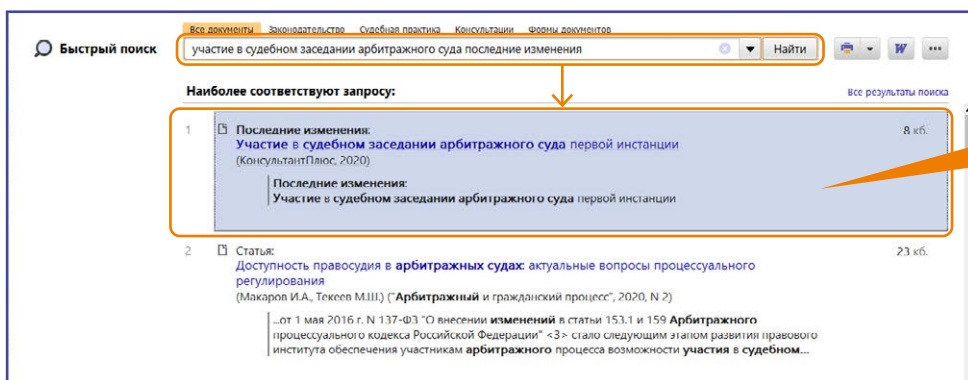 Все документы Законодательство Судебная практика Консультации Формы документов
Быстрый поиск
участие в судебном заседании арбитражного суда последние изменения
Найти
W
Наиболее соответствуют запросу:
Все результаты поиска
1
Последние изменения:
8 кб.
Участие в судебном заседании арбитражного суда первой инстанции
(КонсультантПлюс, 2020)
Последние изменения:
Участие в судебном заседании арбитражного суда первой инстанции
2
Статья:
23 кб.
Доступность правосудия в арбитражных судах: актуальные вопросы процессуального
регулирования
(Макаров И.А., Текеев М.Ш.) ("Арбитражный и гражданский процесс", 2020, N 2)
...от 1 мая 2016 г. N 137-ФЗ "О внесении изменений в статьи 153.1 и 159 Арбитражного
процессуального кодекса Российской Федерации" <3> стало следующим этапом развития правового
института обеспечения участникам арбитражного процесса возможности участия в судебном...